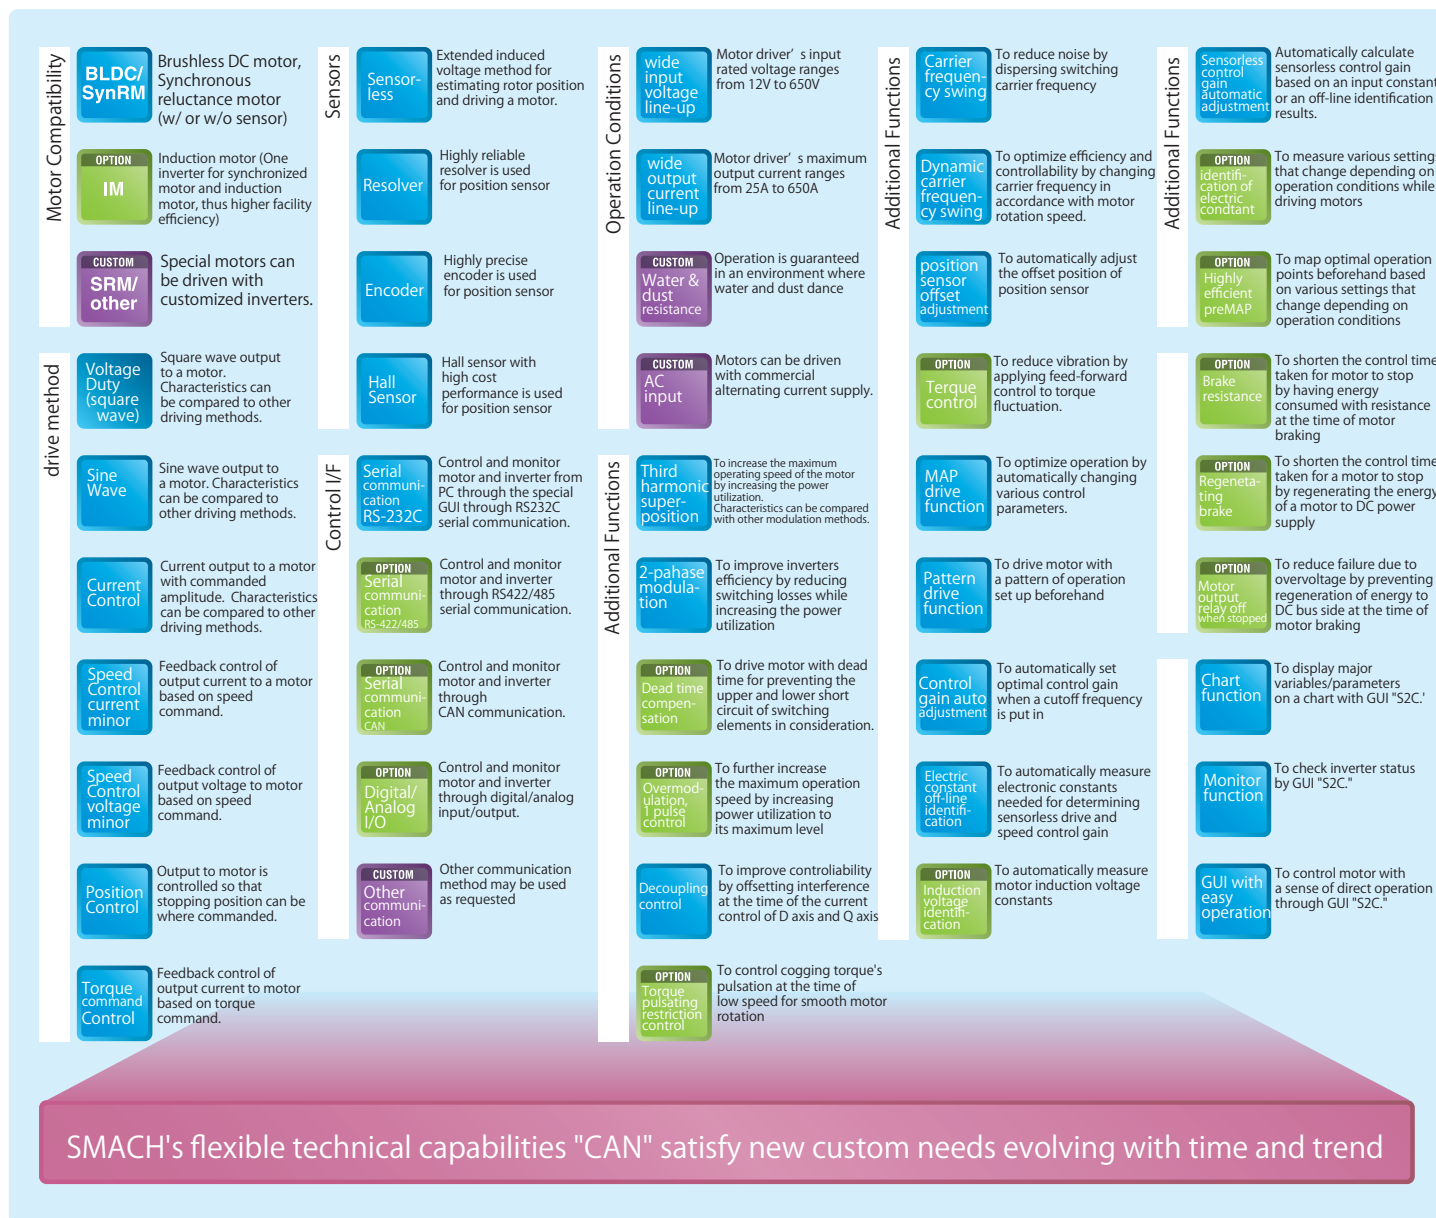 Motor Compatibility
BLDC/
SynRM
Brushless DC motor,
Synchronous
reluctance motor
(w/ or w/o sensor)
OPTION
IM
Induction motor (One
inverter for synchronized
motor and induction
motor, thus higher facility
efficiency)
CUSTOM
SRM/
other
Special motors can
be driven with
customized inverters.
drive method
Voltage
Duty
(square
wave)
Square wave output
to a motor.
Characteristics can
be compared to other
driving methods.
Sine
Wave
Sine wave output to
a motor. Characteristics
can be compared to
other driving methods.
Current
Control
Current output to a motor
with commanded
amplitude. Characteristics
can be compared to other
driving methods.
Speed
Control
current
minor
Feedback control of
output current to a motor
based on speed
command.
Speed
Control
voltage
minor
Feedback control of
output voltage to motor
based on speed
command.
Position
Control
Output to motor is
controlled so that
stopping position can be
where commanded.
Torque
command
Control
Feedback control of
output current to motor
based on torque
command.
Sensors
Sensor-
less
Extended induced
voltage method for
estimating rotor position
and driving a motor.
Resolver
Highly reliable
resolver is used
for position sensor
Encoder
Highly precise
encoder is used
for position sensor
Hall
Sensor
Hall sensor with
high cost
performance is used
for position sensor
Control I/F
Serial
communi-
cation
RS-232C
Control and monitor
motor and inverter from
PC through the special
GUI through RS232C
serial communication.
OPTION
Serial
communi-
cation
RS-422/485
Control and monitor
motor and inverter
through RS422/485
serial communication.
OPTION
Serial
communi-
cation
CAN
Control and monitor
motor and inverter
through
CAN communication.
OPTION
Digital/
Analog
I/O
Control and monitor
motor and inverter
through digital/analog
input/output.
CUSTOM
Other
communi-
cation
Other communication
method may be used
as requested
Operation Conditions
wide
input
voltage
line-up
Motor driver’s input
rated voltage ranges
from 12V to 650V
wide
output
current
line-up
Motor driver’s maximum
output current ranges
from 25A to 650A
CUSTOM
Water &
dust
resistance
Operation is guaranteed
in an environment where
water and dust dance
CUSTOM
AC
input
Motors can be driven
with commercial
alternating current supply.
Additional Functions
Third
harmonic
super-
position
To increase the maximum
operating speed of the motor
by increasing the power
utilization.
Characteristics can be compared
with other modulation methods.
2-pahase
modula-
tion
To improve inverters
efficiency by reducing
switching losses while
increasing the power
utilization
OPTION
Dead time
compen-
sation
To drive motor with dead
time for preventing the
upper and lower short
circuit of switching
elements in consideration.
OPTION
Overmod-
ulation,
1 pulse
control
To further increase
the maximum operation
speed by increasing
power utilization to
its maximum level
Decoupling
control
To improve controliability
by offsetting interference
at the time of the current
control of D axis and Q axis
OPTION
Torque
pulsating
restriction
control
To control cogging torque's
pulsation at the time of
low speed for smooth motor
rotation
Additional Functions
Carrier
frequen-
cy swing
To reduce noise by
dispersing switching
carrier frequency
Dynamic
carrier
frequen-
cy swing
To optimize efficiency and
controllability by changing
carrier frequency in
accordance with motor
rotation speed.
position
sensor
offset
adjustment
To automatically adjust
the offset position of
position sensor
OPTION
Terque
control
To reduce vibration by
applying feed-forward
control to torque
fluctuation.
MAP
drive
function
To optimize operation by
automatically changing
various control
parameters.
Pattern
drive
function
To drive motor with
a pattern of operation
set up beforehand
Control
gain auto
adjustment
To automatically set
optimal control gain
when a cutoff frequency
is put in
Electric
constant
off-line
identifi-
cation
To automatically measure
electronic constants
needed for determining
sensorless drive and
speed control gain
OPTION
Induction
voltage
identifi-
cation
To automatically measure
motor induction voltage
constants
Additional Functions
Sensorless
control
gain
automatic
adjustment
Automatically calculate
sensorless control gain
based on an input constant
or an off-line identification
results.
OPTION
identifi-
cation of
electric
condtant
To measure various settings
that change depending on
operation conditions while
driving motors
OPTION
Highly
efficient
preMAP
To map optimal operation
points beforehand based
on various settings that
change depending on
operation conditions
OPTION
Brake
resistance
To shorten the control time
taken for motor to stop
by having energy
consumed with resistance
at the time of motor
braking
OPTION
Regeneta-
ting
brake
To shorten the control time
taken for a motor to stop
by regenerating the energy
of a motor to DC power
supply
OPTION
Motor
output
relay off
when stopped
To reduce failure due to
overvoltage by preventing
regeneration of energy to
DC bus side at the time of
motor braking
Chart
function
To display major
variables/parameters
on a chart with GUI "S2C.'
Monitor
function
To check inverter status
by GUI "S2C."
GUI with
easy
operation
To control motor with
a sense of direct operation
through GUI "S2C."
SMACH's flexible technical capabilities "CAN" satisfy new custom needs evolving with time and trend